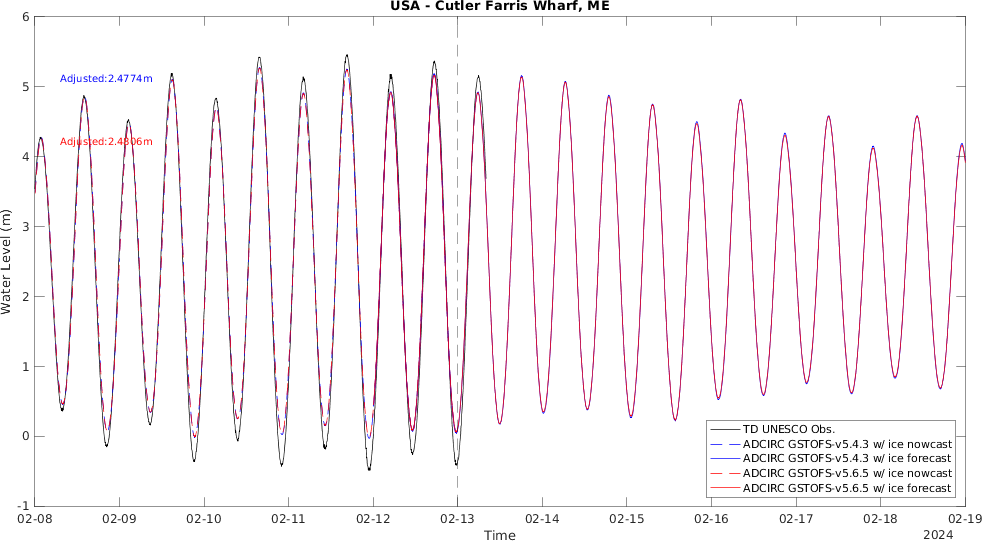 USA - Cutler Farris Wharf, ME
6
5
4
3
2
1
0
-1
Water Level (m)
Adjusted:2.4774m
Adjusted:2.4806m
TD UNESCO Obs.
ADCIRC GSTOFS-v5.4.3 w/ ice nowcast
ADCIRC GSTOFS-v5.4.3 w/ ice forecast
ADCIRC GSTOFS-v5.6.5 w/ ice nowcast
ADCIRC GSTOFS-v5.6.5 w/ ice forecast
02-08 02-09 02-10 02-11 02-12 02-13 02-14 02-15 02-16 02-17 02-18 02-19
Time
2024